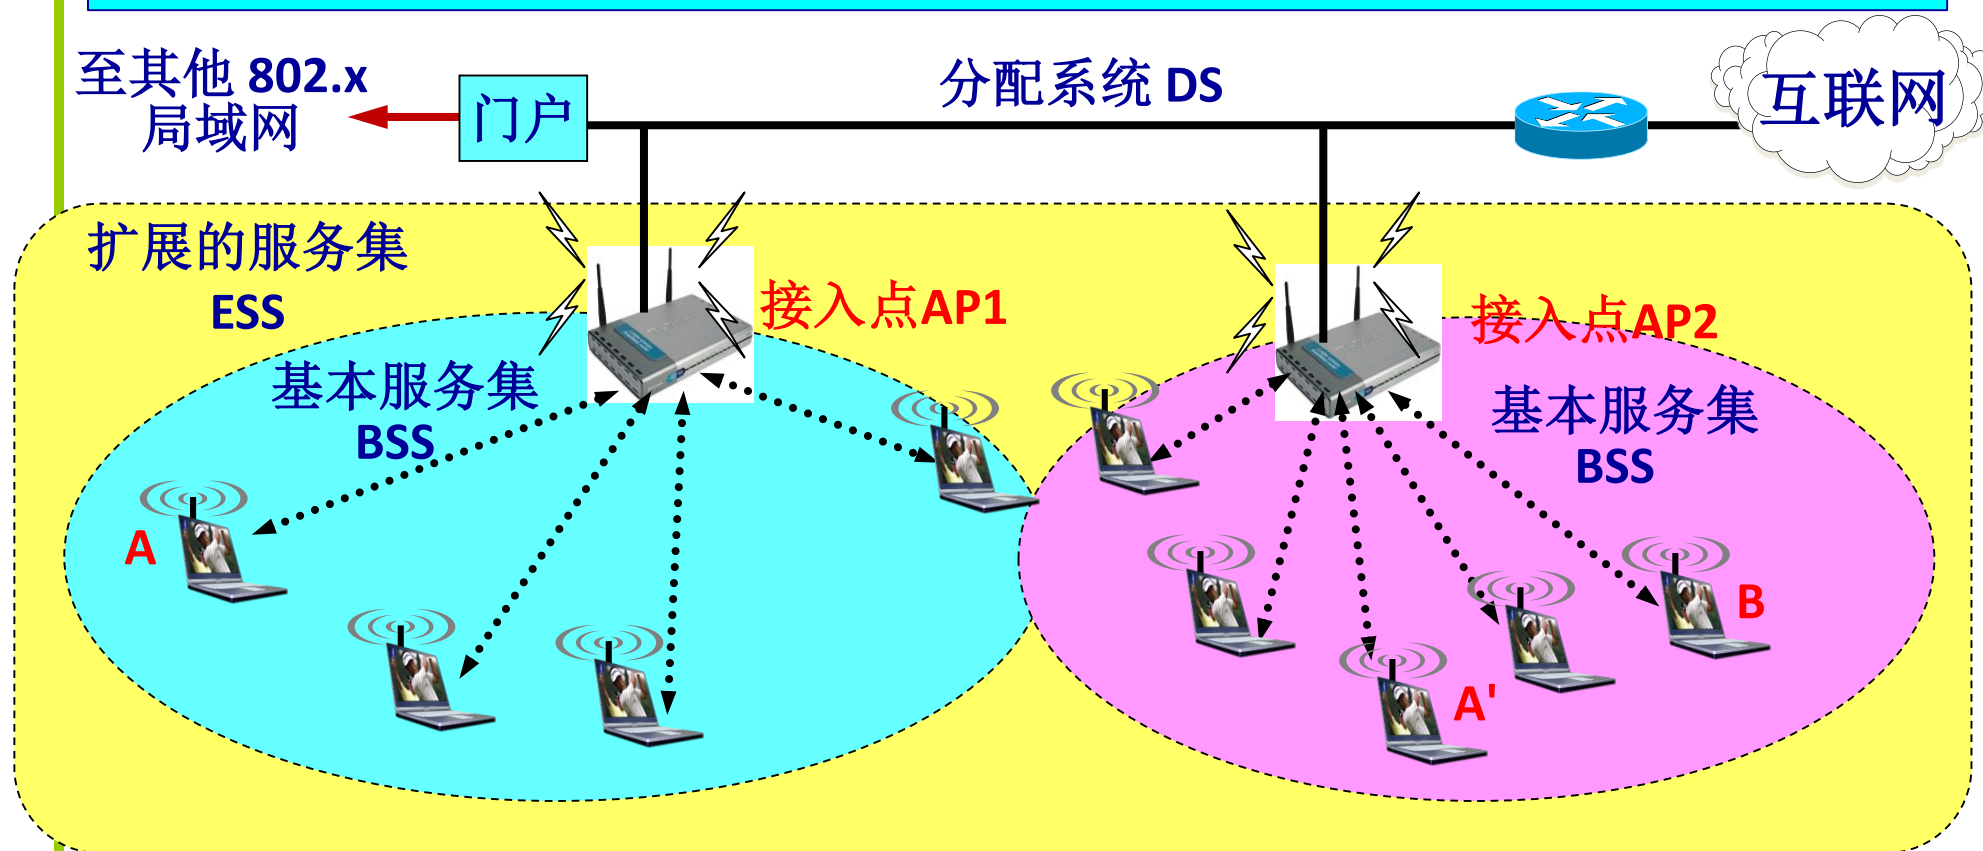 至其他 802.x
局域网
门户
分配系统 DS
互联网
扩展的服务集
ESS
接入点AP1
接入点AP2
基本服务集
BSS
基本服务集
BSS
A
B
A'